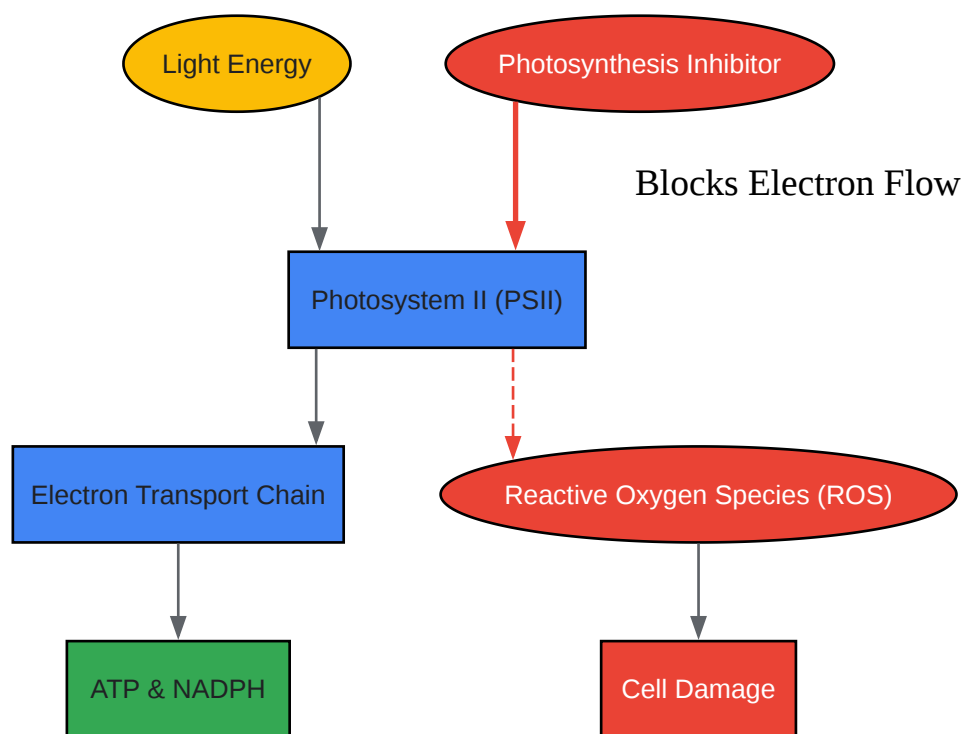 Light Energy
Photosynthesis Inhibitor
Blocks Electron Flow
Photosystem II (PSII)
Electron Transport Chain
Reactive Oxygen Species (ROS)
ATP & NADPH
Cell Damage